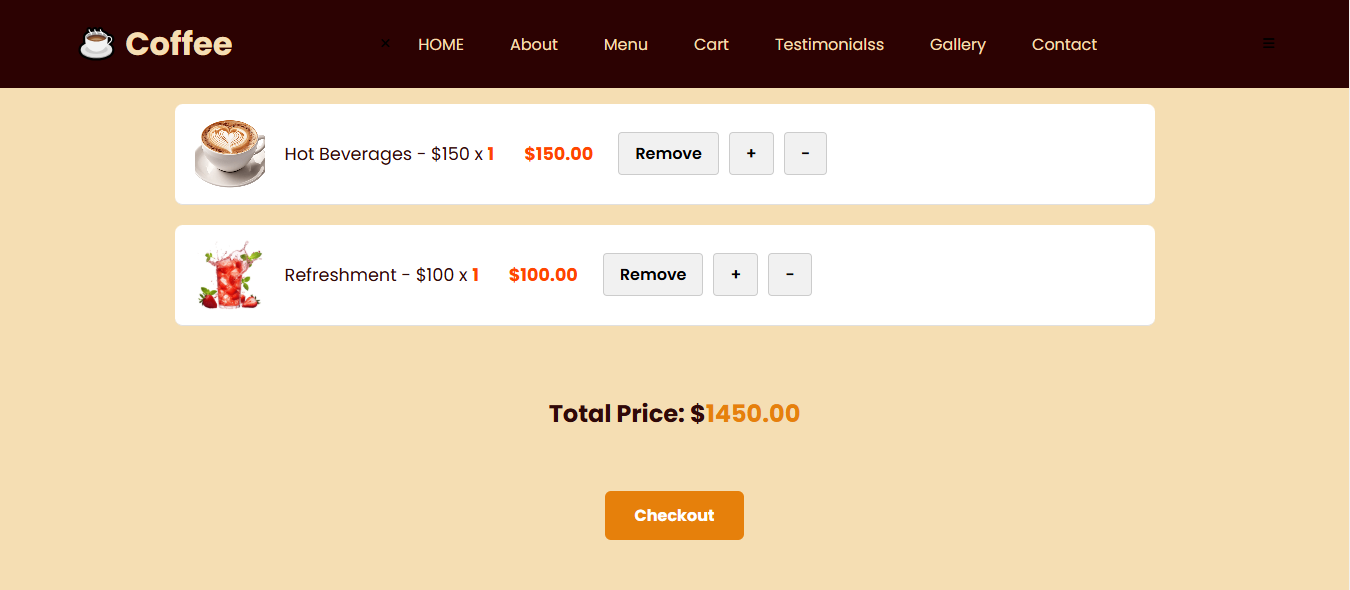 Coffee
HOME About Menu Cart Testimonialss Gallery Contact
Hot Beverages - $150 x 1 $150.00 Remove + -
Refreshment - $100 x 1 $100.00 Remove + -
Total Price: $1450.00
Checkout